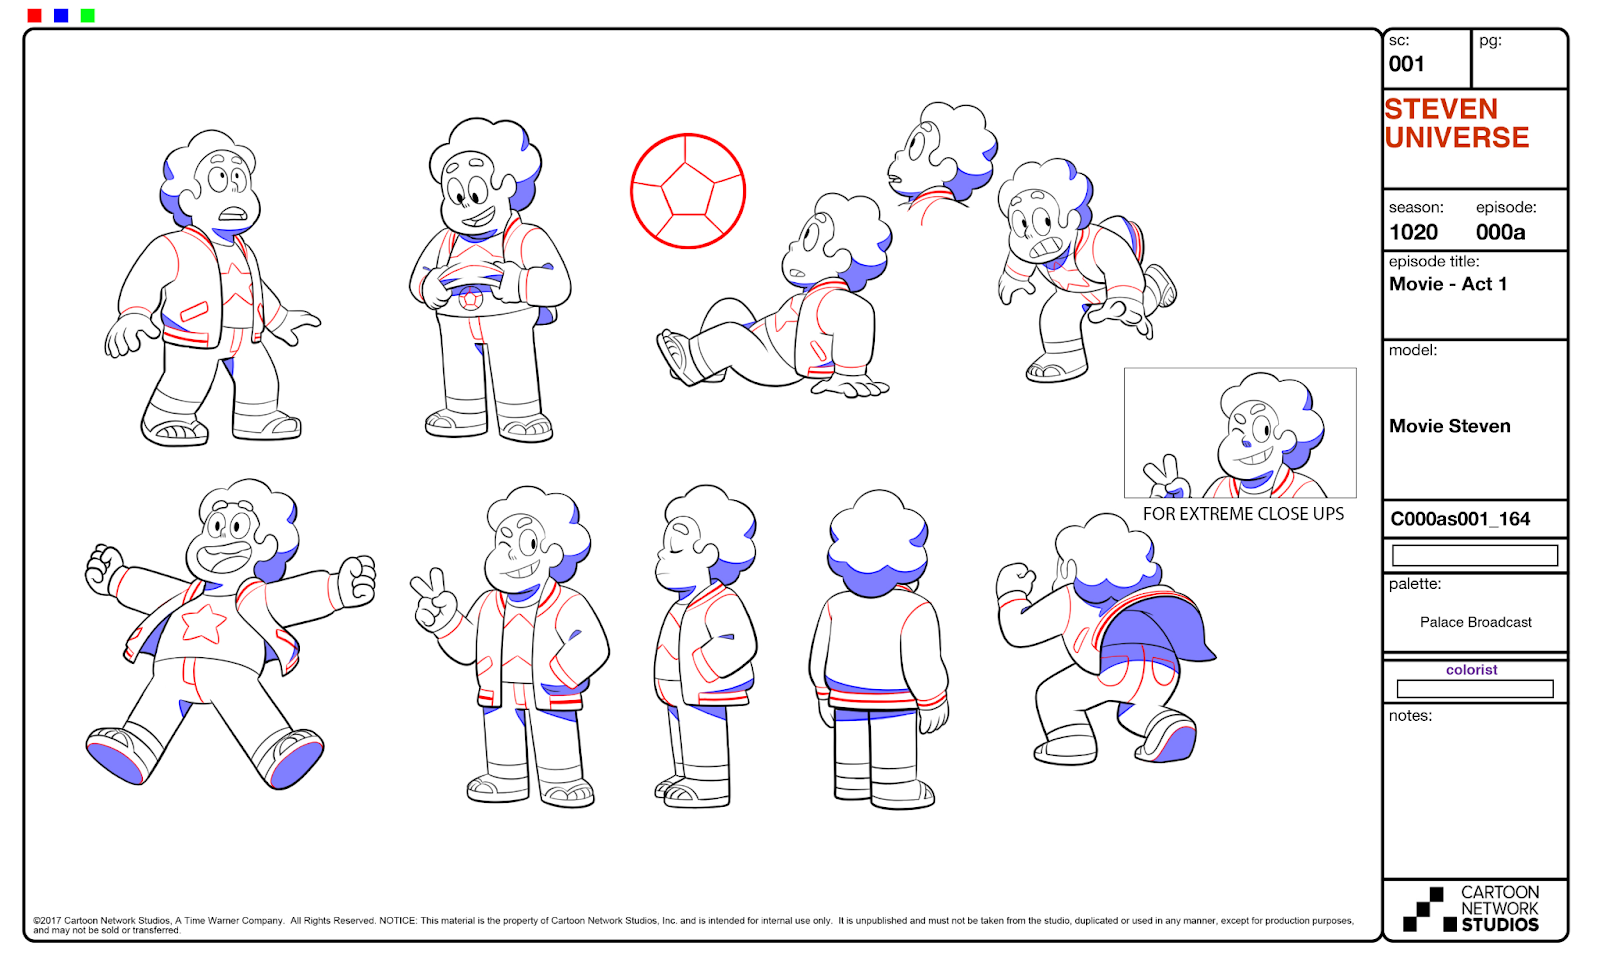 sc:
001
pg:
STEVEN
UNIVERSE
season:
1020
episode:
000a
episode title:
Movie - Act 1
model:
Movie Steven
FOR EXTREME CLOSE UPS
C000as001_164
palette:
Palace Broadcast
colorist
notes:
CARTOON
NETWORK
STUDIOS
©2017 Cartoon Network Studios, A Time Warner Company.  All Rights Reserved. NOTICE: This material is the property of Cartoon Network Studios, Inc. and is intended for internal use only.  It is unpublished and must not be taken from the studio, duplicated or used in any manner, except for production purposes,
and may not be sold or transferred.